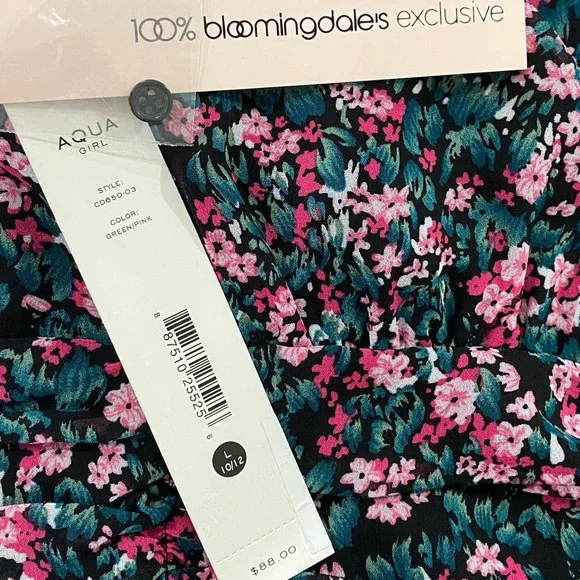 100% bloomingdale's exclusive
AQUA
GIRL
STYLE:
CD650-03
COLOR:
GREEN/PINK
8 87510 25525 6
L
10/12
$88.00